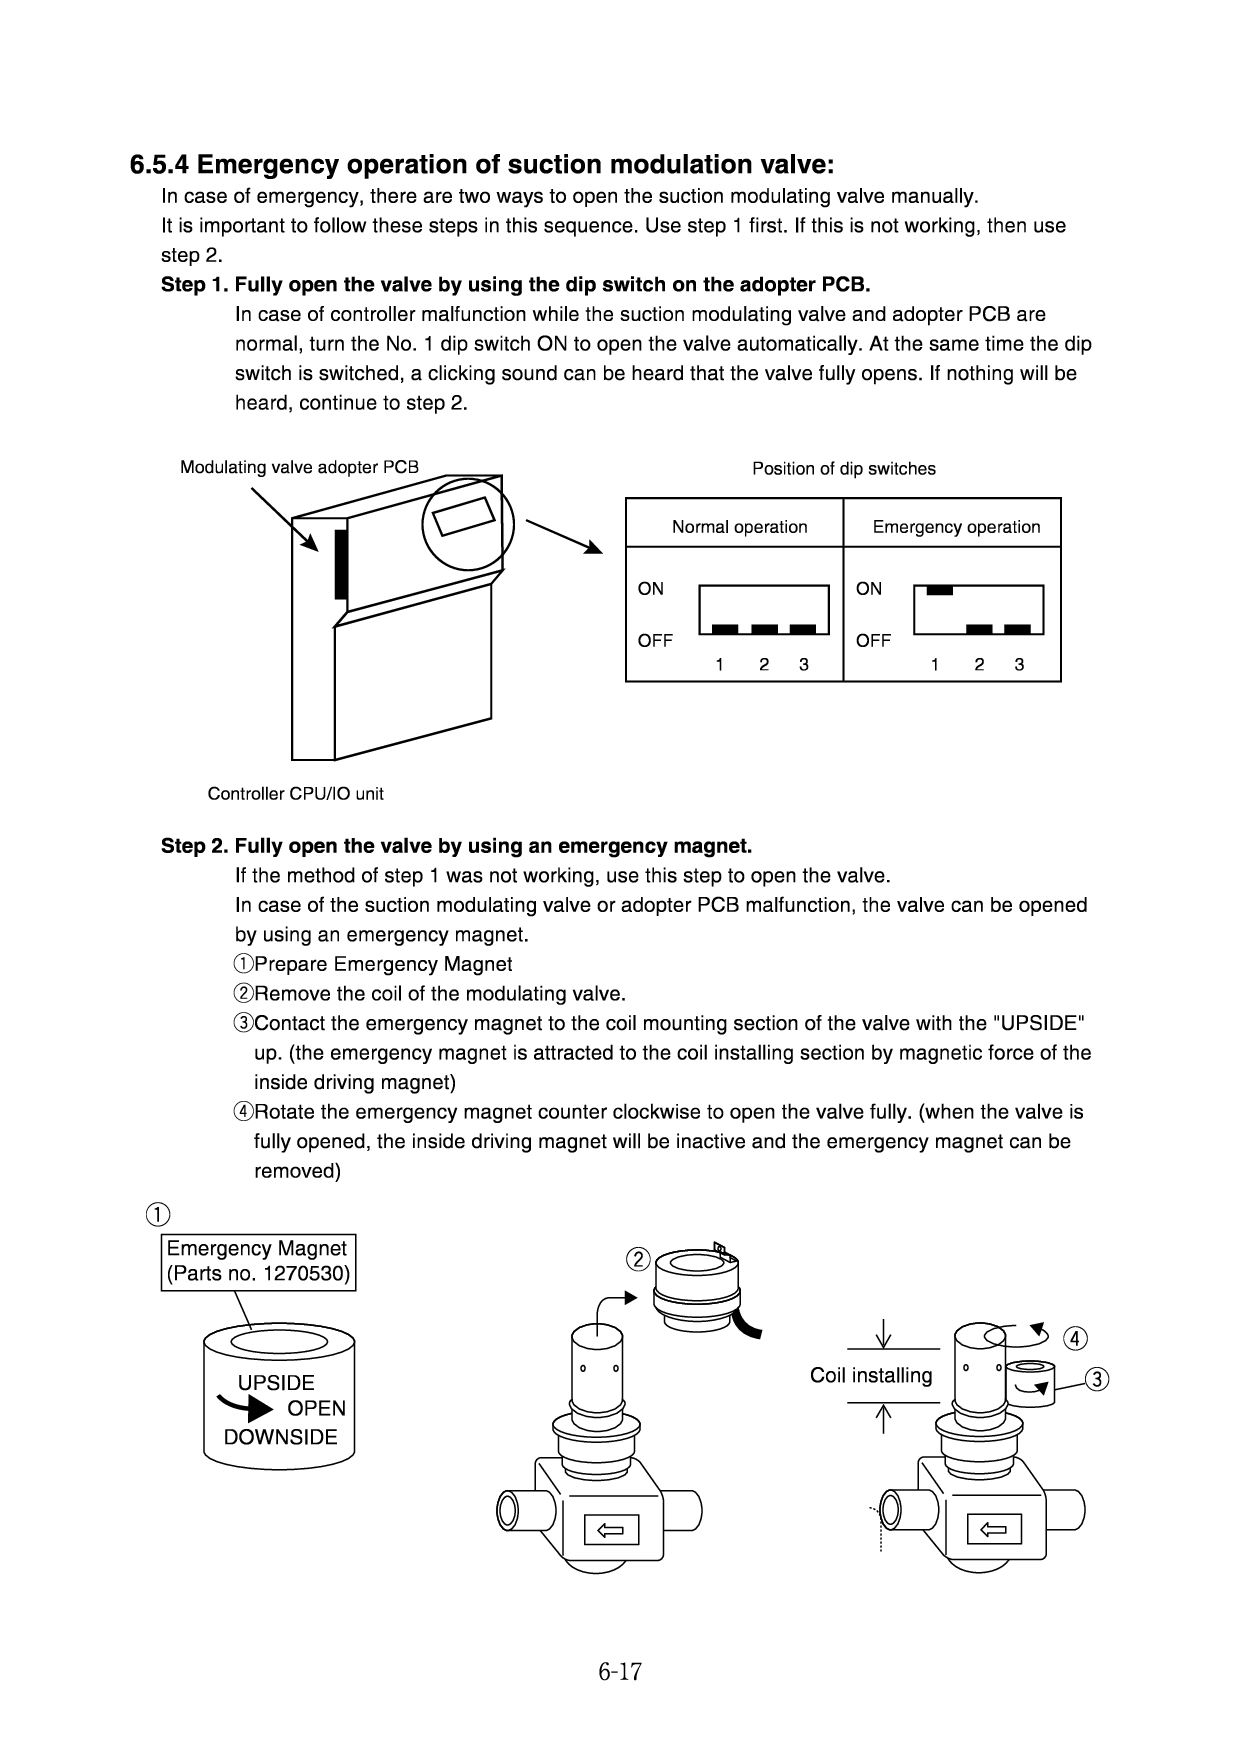 6.5.4 Emergency operation of suction modulation valve:
In case of emergency, there are two ways to open the suction modulating valve manually.
It is important to follow these steps in this sequence. Use step 1 first. If this is not working, then use
step 2.
Step 1. Fully open the valve by using the dip switch on the adopter PCB.
In case of controller malfunction while the suction modulating valve and adopter PCB are
normal, turn the No. 1 dip switch ON to open the valve automatically. At the same time the dip
switch is switched, a clicking sound can be heard that the valve fully opens. If nothing will be
heard, continue to step 2.
Modulating valve adopter PCB
Position of dip switches
Normal operation
Emergency operation
ON
OFF
1 2 3
ON
OFF
1 2 3
Controller CPU/IO unit
Step 2. Fully open the valve by using an emergency magnet.
If the method of step 1 was not working, use this step to open the valve.
In case of the suction modulating valve or adopter PCB malfunction, the valve can be opened
by using an emergency magnet.
①Prepare Emergency Magnet
②Remove the coil of the modulating valve.
③Contact the emergency magnet to the coil mounting section of the valve with the "UPSIDE"
up. (the emergency magnet is attracted to the coil installing section by magnetic force of the
inside driving magnet)
④Rotate the emergency magnet counter clockwise to open the valve fully. (when the valve is
fully opened, the inside driving magnet will be inactive and the emergency magnet can be
removed)
①
Emergency Magnet
(Parts no. 1270530)
UPSIDE
OPEN
DOWNSIDE
②
Coil installing
④
③
6-17